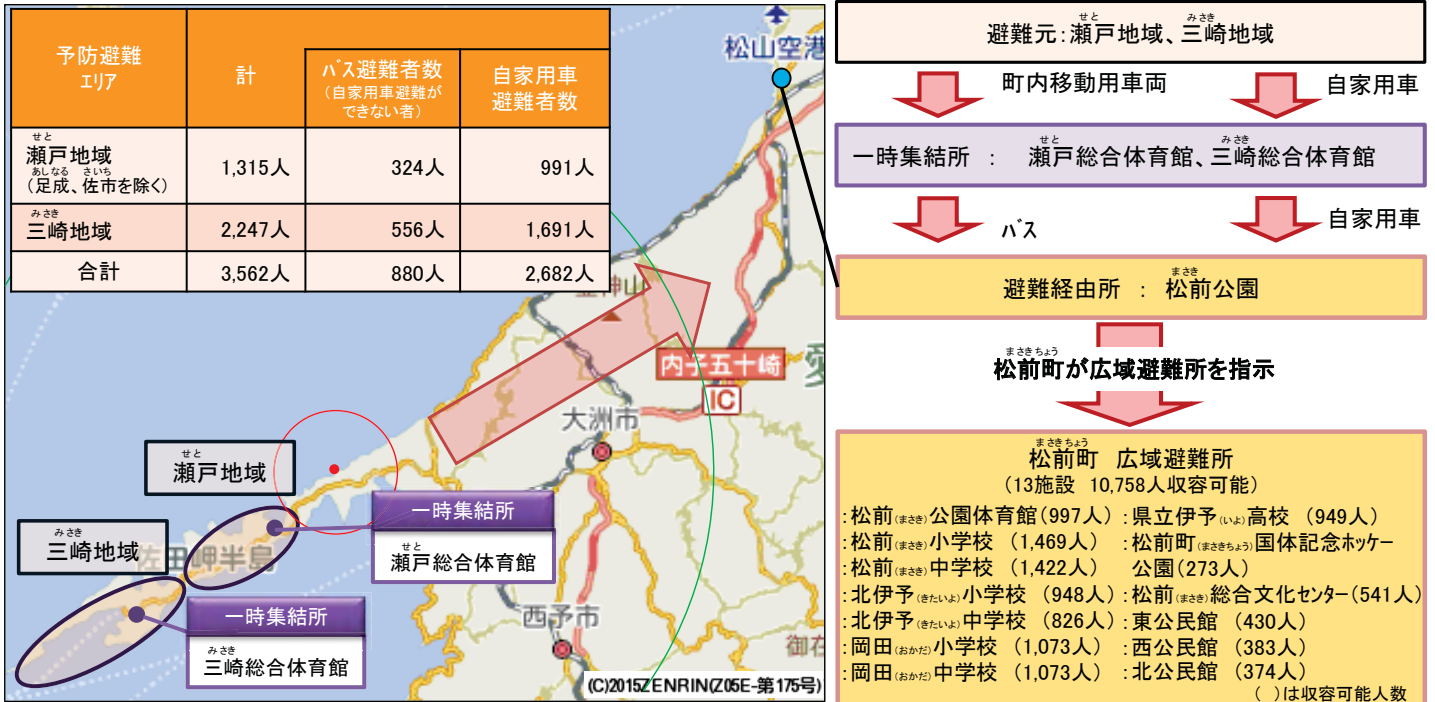 予防避難
エリア
計
バス避難者数
(自家用車避難が
できない者)
自家用車
避難者数
せと
瀬戸地域
あしなる さいち
(足成、佐市を除く)
1,315人
324人
991人
みさき
三崎地域
2,247人
556人
1,691人
合計
3,562人
880人
2,682人
松山空港
内子五十崎
IC
愛
大洲市
西予市
御在
佐田岬半島
せと
瀬戸地域
みさき
三崎地域
一時集結所
せと
瀬戸総合体育館
一時集結所
みさき
三崎総合体育館
(C)2015ZENRIN(Z05E-第175号)
せと みさき
避難元:瀬戸地域、三崎地域
町内移動用車両
自家用車
せと みさき
一時集結所 : 瀬戸総合体育館、三崎総合体育館
バス
自家用車
まさき
避難経由所 : 松前公園
まさきちょう
松前町が広域避難所を指示
まさきちょう
松前町 広域避難所
(13施設 10,758人収容可能)
:松前(まさき)公園体育館(997人)
:松前(まさき)小学校 (1,469人)
:松前(まさき)中学校 (1,422人)
:北伊予(きたいよ)小学校 (948人)
:北伊予(きたいよ)中学校 (826人)
:岡田(おかだ)小学校 (1,073人)
:岡田(おかだ)中学校 (1,073人)
:県立伊予(いよ)高校 (949人)
:松前町(まさきちょう)国体記念ホッケー
公園(273人)
:松前(まさき)総合文化センター(541人)
:東公民館 (430人)
:西公民館 (383人)
:北公民館 (374人)
( )は収容可能人数